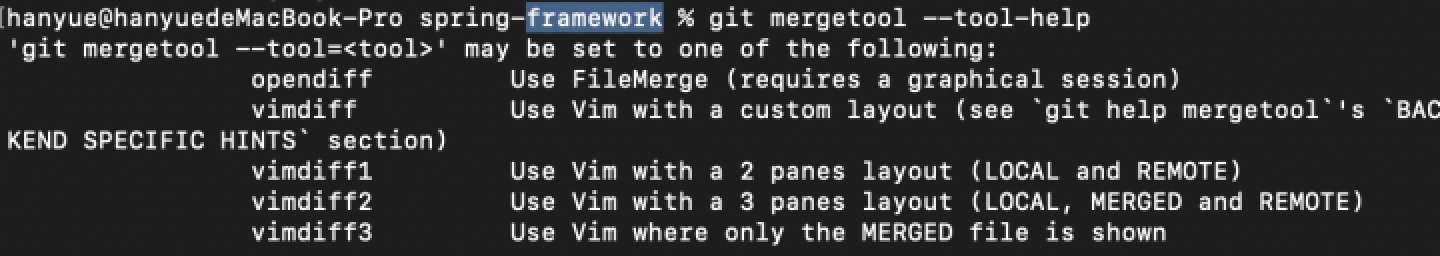 [hanyue@hanyuedeMacBook-Pro spring-framework % git mergetool --tool-help
'git mergetool --tool=<tool>' may be set to one of the following:
opendiff Use FileMerge (requires a graphical session)
vimdiff Use Vim with a custom layout (see `git help mergetool`'s `BAC
KEND SPECIFIC HINTS` section)
vimdiff1 Use Vim with a 2 panes layout (LOCAL and REMOTE)
vimdiff2 Use Vim with a 3 panes layout (LOCAL, MERGED and REMOTE)
vimdiff3 Use Vim where only the MERGED file is shown